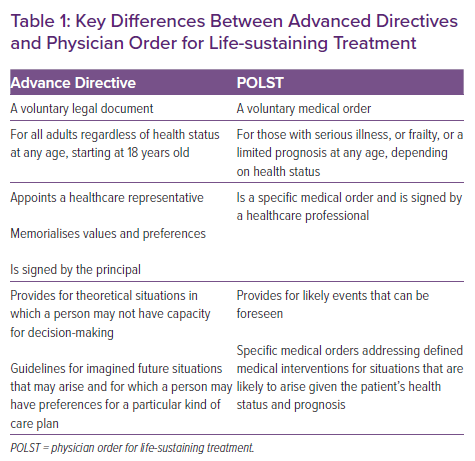 Table 1: Key Differences Between Advanced Directives
and Physician Order for Life-sustaining Treatment
Advance Directive
POLST
A voluntary legal document
A voluntary medical order
For all adults regardless of health status
at any age, starting at 18 years old
For those with serious illness, or frailty, or a
limited prognosis at any age, depending
on health status
Appoints a healthcare representative
Memorialises values and preferences
Is signed by the principal
Is a specific medical order and is signed by
a healthcare professional
Provides for theoretical situations in
which a person may not have capacity
for decision-making
Guidelines for imagined future situations
that may arise and for which a person may
have preferences for a particular kind of
care plan
Provides for likely events that can be
foreseen
Specific medical orders addressing defined
medical interventions for situations that are
likely to arise given the patient's health
status and prognosis
POLST = physician order for life-sustaining treatment.